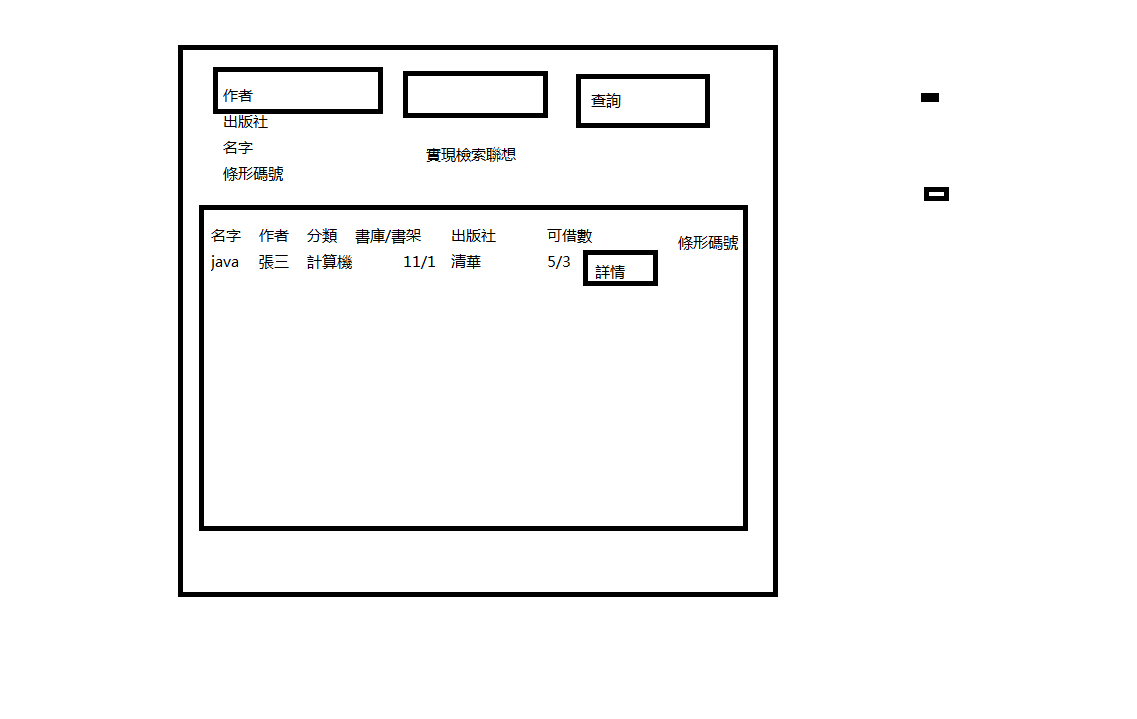 作者
查詢
出版社
名字
實現檢索聯想
條形碼號
名字 作者 分類 書庫/書架 出版社 可借數 條形碼號
java 張三 計算機 11/1 清華 5/3 詳情